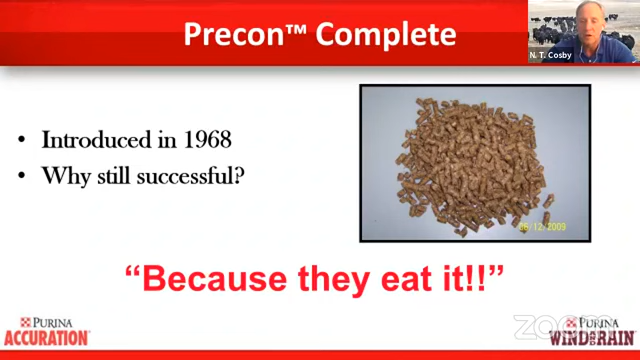 Precon™ Complete
N. T. Cosby
• Introduced in 1968
• Why still successful?
06/12/2009
“Because they eat it!!”
PURINA
ACCURATION
zoom
PURINA
WIND AND RAIN